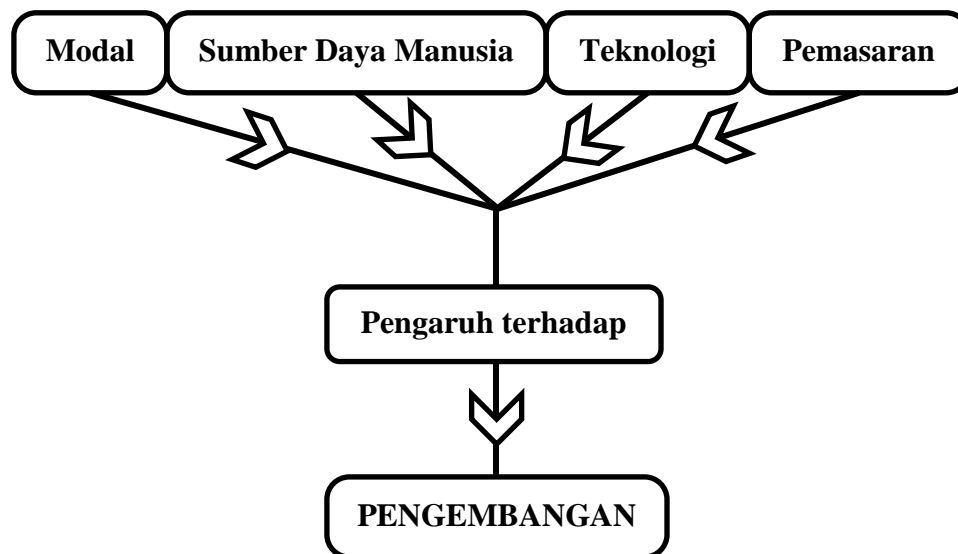 Modal
Sumber Daya Manusia
Teknologi
Pemasaran
Pengaruh terhadap
PENGEMBANGAN